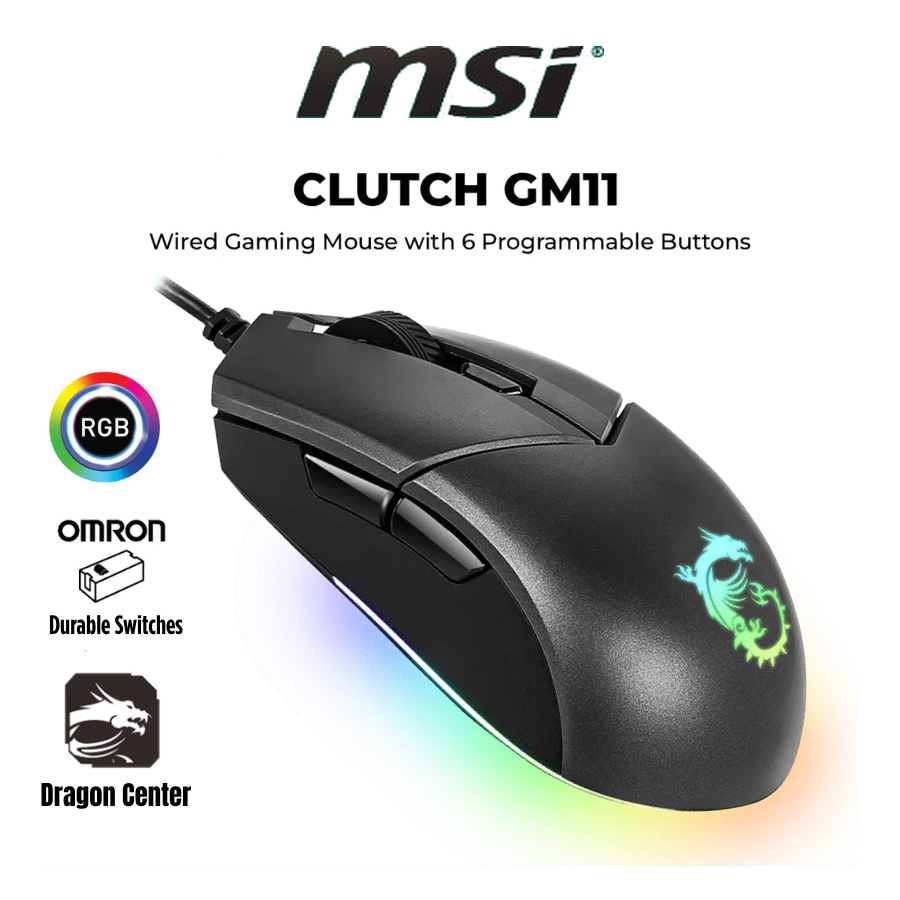 msi®
CLUTCH GM11
Wired Gaming Mouse with 6 Programmable Buttons
RGB
OMRON
Durable Switches
Dragon Center